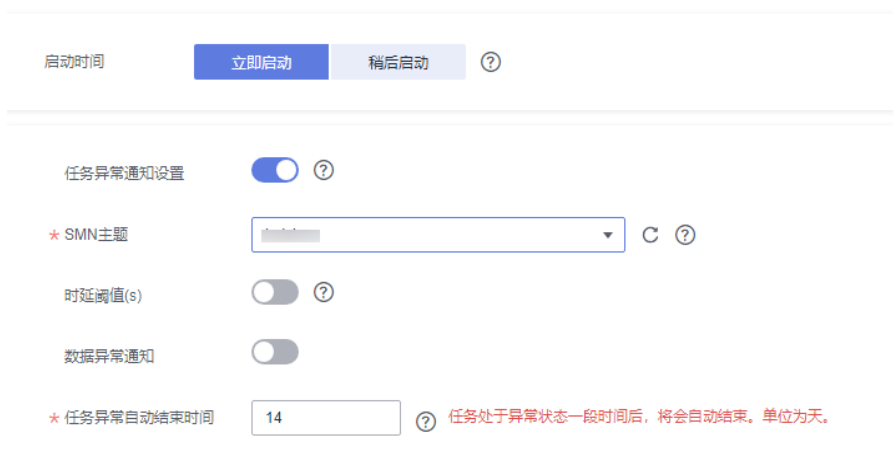 启动时间 立即启动 稍后启动
任务异常通知设置
* SMN主题
时延阈值(s)
数据异常通知
* 任务异常自动结束时间 14 任务处于异常状态一段时间后，将会自动结束。单位为天。